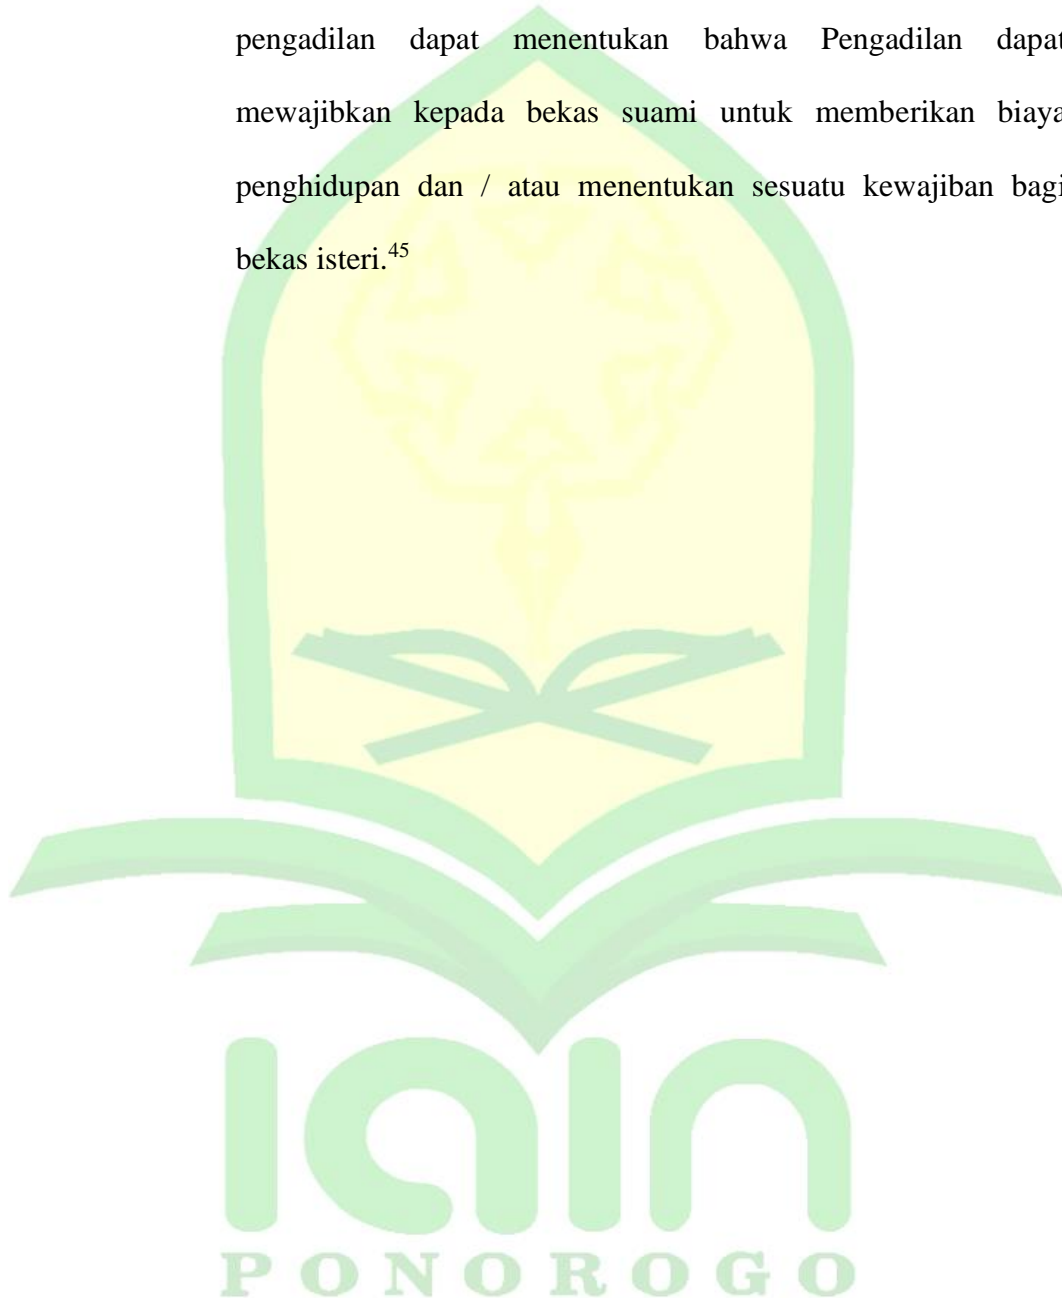 pengadilan dapat menentukan bahwa Pengadilan dapat
mewajibkan kepada bekas suami untuk memberikan biaya
penghidupan dan / atau menentukan sesuatu kewajiban bagi
bekas isteri.45
iain
PONOROGO